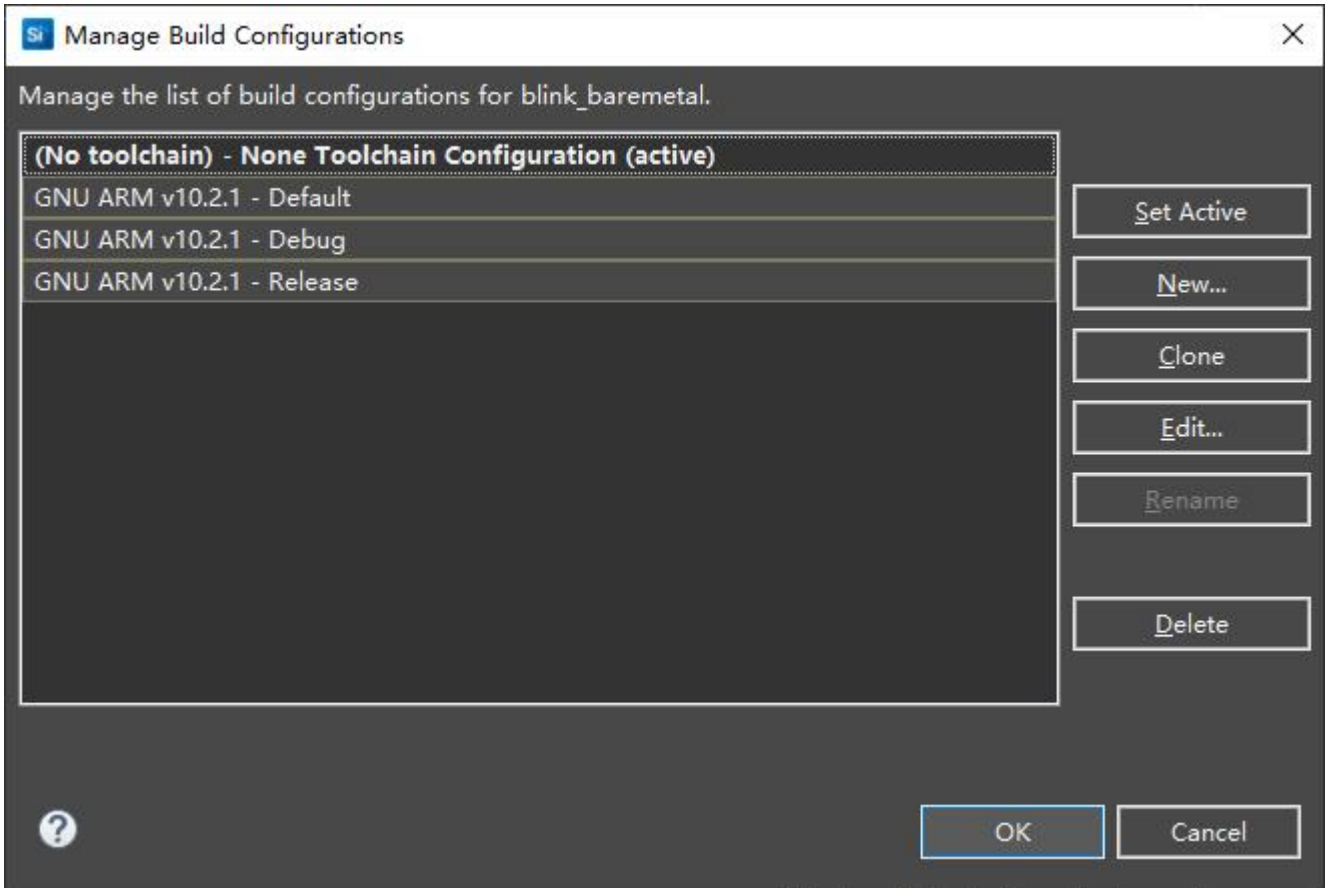 Si Manage Build Configurations
Manage the list of build configurations for blink_baremetal.
(No toolchain) - None Toolchain Configuration (active)
GNU ARM v10.2.1 - Default
GNU ARM v10.2.1 - Debug
GNU ARM v10.2.1 - Release
Set Active
New...
Clone
Edit...
Rename
Delete
?
OK
Cancel